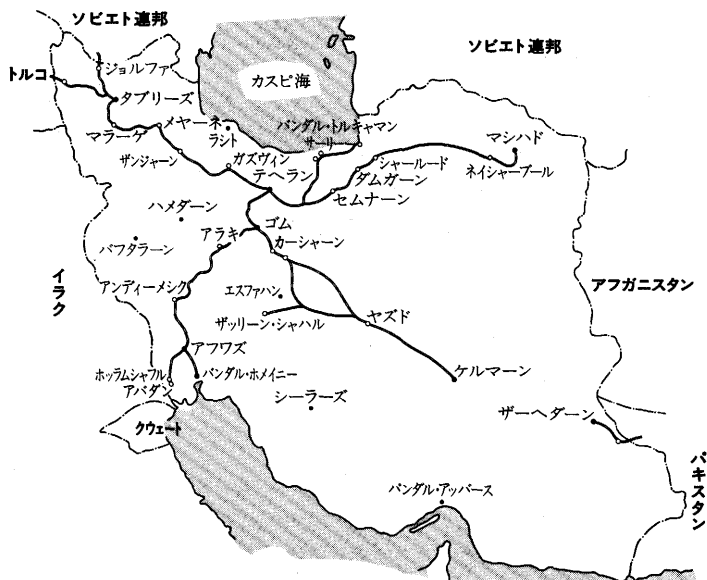 ソビエト連邦
ソビエト連邦
トルコ
ジョルファ
カスピ海
タブリーズ
マラーゲ
メヤーネ
ラシト
バンダル・トルキャマン
サーリ
マシハド
ザンジャーン
ガズヴィン
テヘラン
シャールード
ダムガーン
ネイシャーブール
セムナーン
ハメダーン
ゴム
アラキ
カーシャーン
バフタラーン
イラク
アンディーメシク
エスファハン
アフガニスタン
ザッリーン・シャハル
ヤズド
アフワズ
ホッラムシャフル
アバダン
バンダル・ホメイニー
ケルマーン
シーラーズ
クウェート
ザーヘダーン
パキスタン
バンダル・アッバース